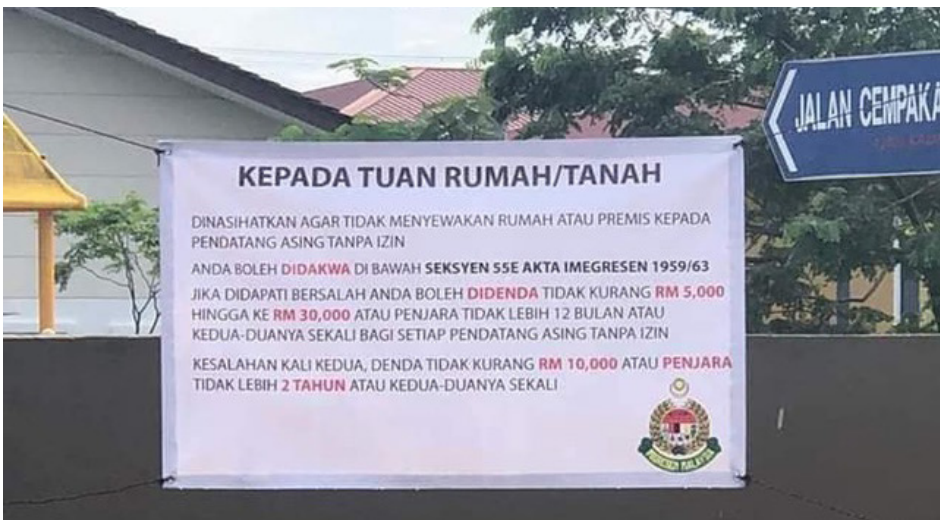 JALAN CEMPAKA
KEPADA TUAN RUMAH/TANAH
DINASIHATKAN AGAR TIDAK MENYEWAKAN RUMAH ATAU PREMIS KEPADA
PENDATANG ASING TANPA IZIN
ANDA BOLEH DIDAKWA DI BAWAH SEKSYEN 55E AKTA IMEGRESEN 1959/63
JIKA DIDAPATI BERSALAH ANDA BOLEH DIDENDA TIDAK KURANG RM 5,000
HINGGA KE RM 30,000 ATAU PENJARA TIDAK LEBIH 12 BULAN ATAU
KEDUA-DUANYA SEKALI BAGI SETIAP PENDATANG ASING TANPA IZIN
KESALAHAN KALI KEDUA, DENDA TIDAK KURANG RM 10,000 ATAU PENJARA
TIDAK LEBIH 2 TAHUN ATAU KEDUA-DUANYA SEKALI
MALAYSIA